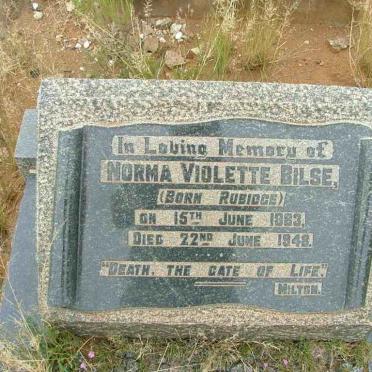 In Loving Memory of
NORMA VIOLETTE BILSE,
(BORN RUBIDGE)
ON 15TH JUNE 1883,
DIED 22ND JUNE 1948.
"DEATH, THE GATE OF LIFE,"
MILTON.